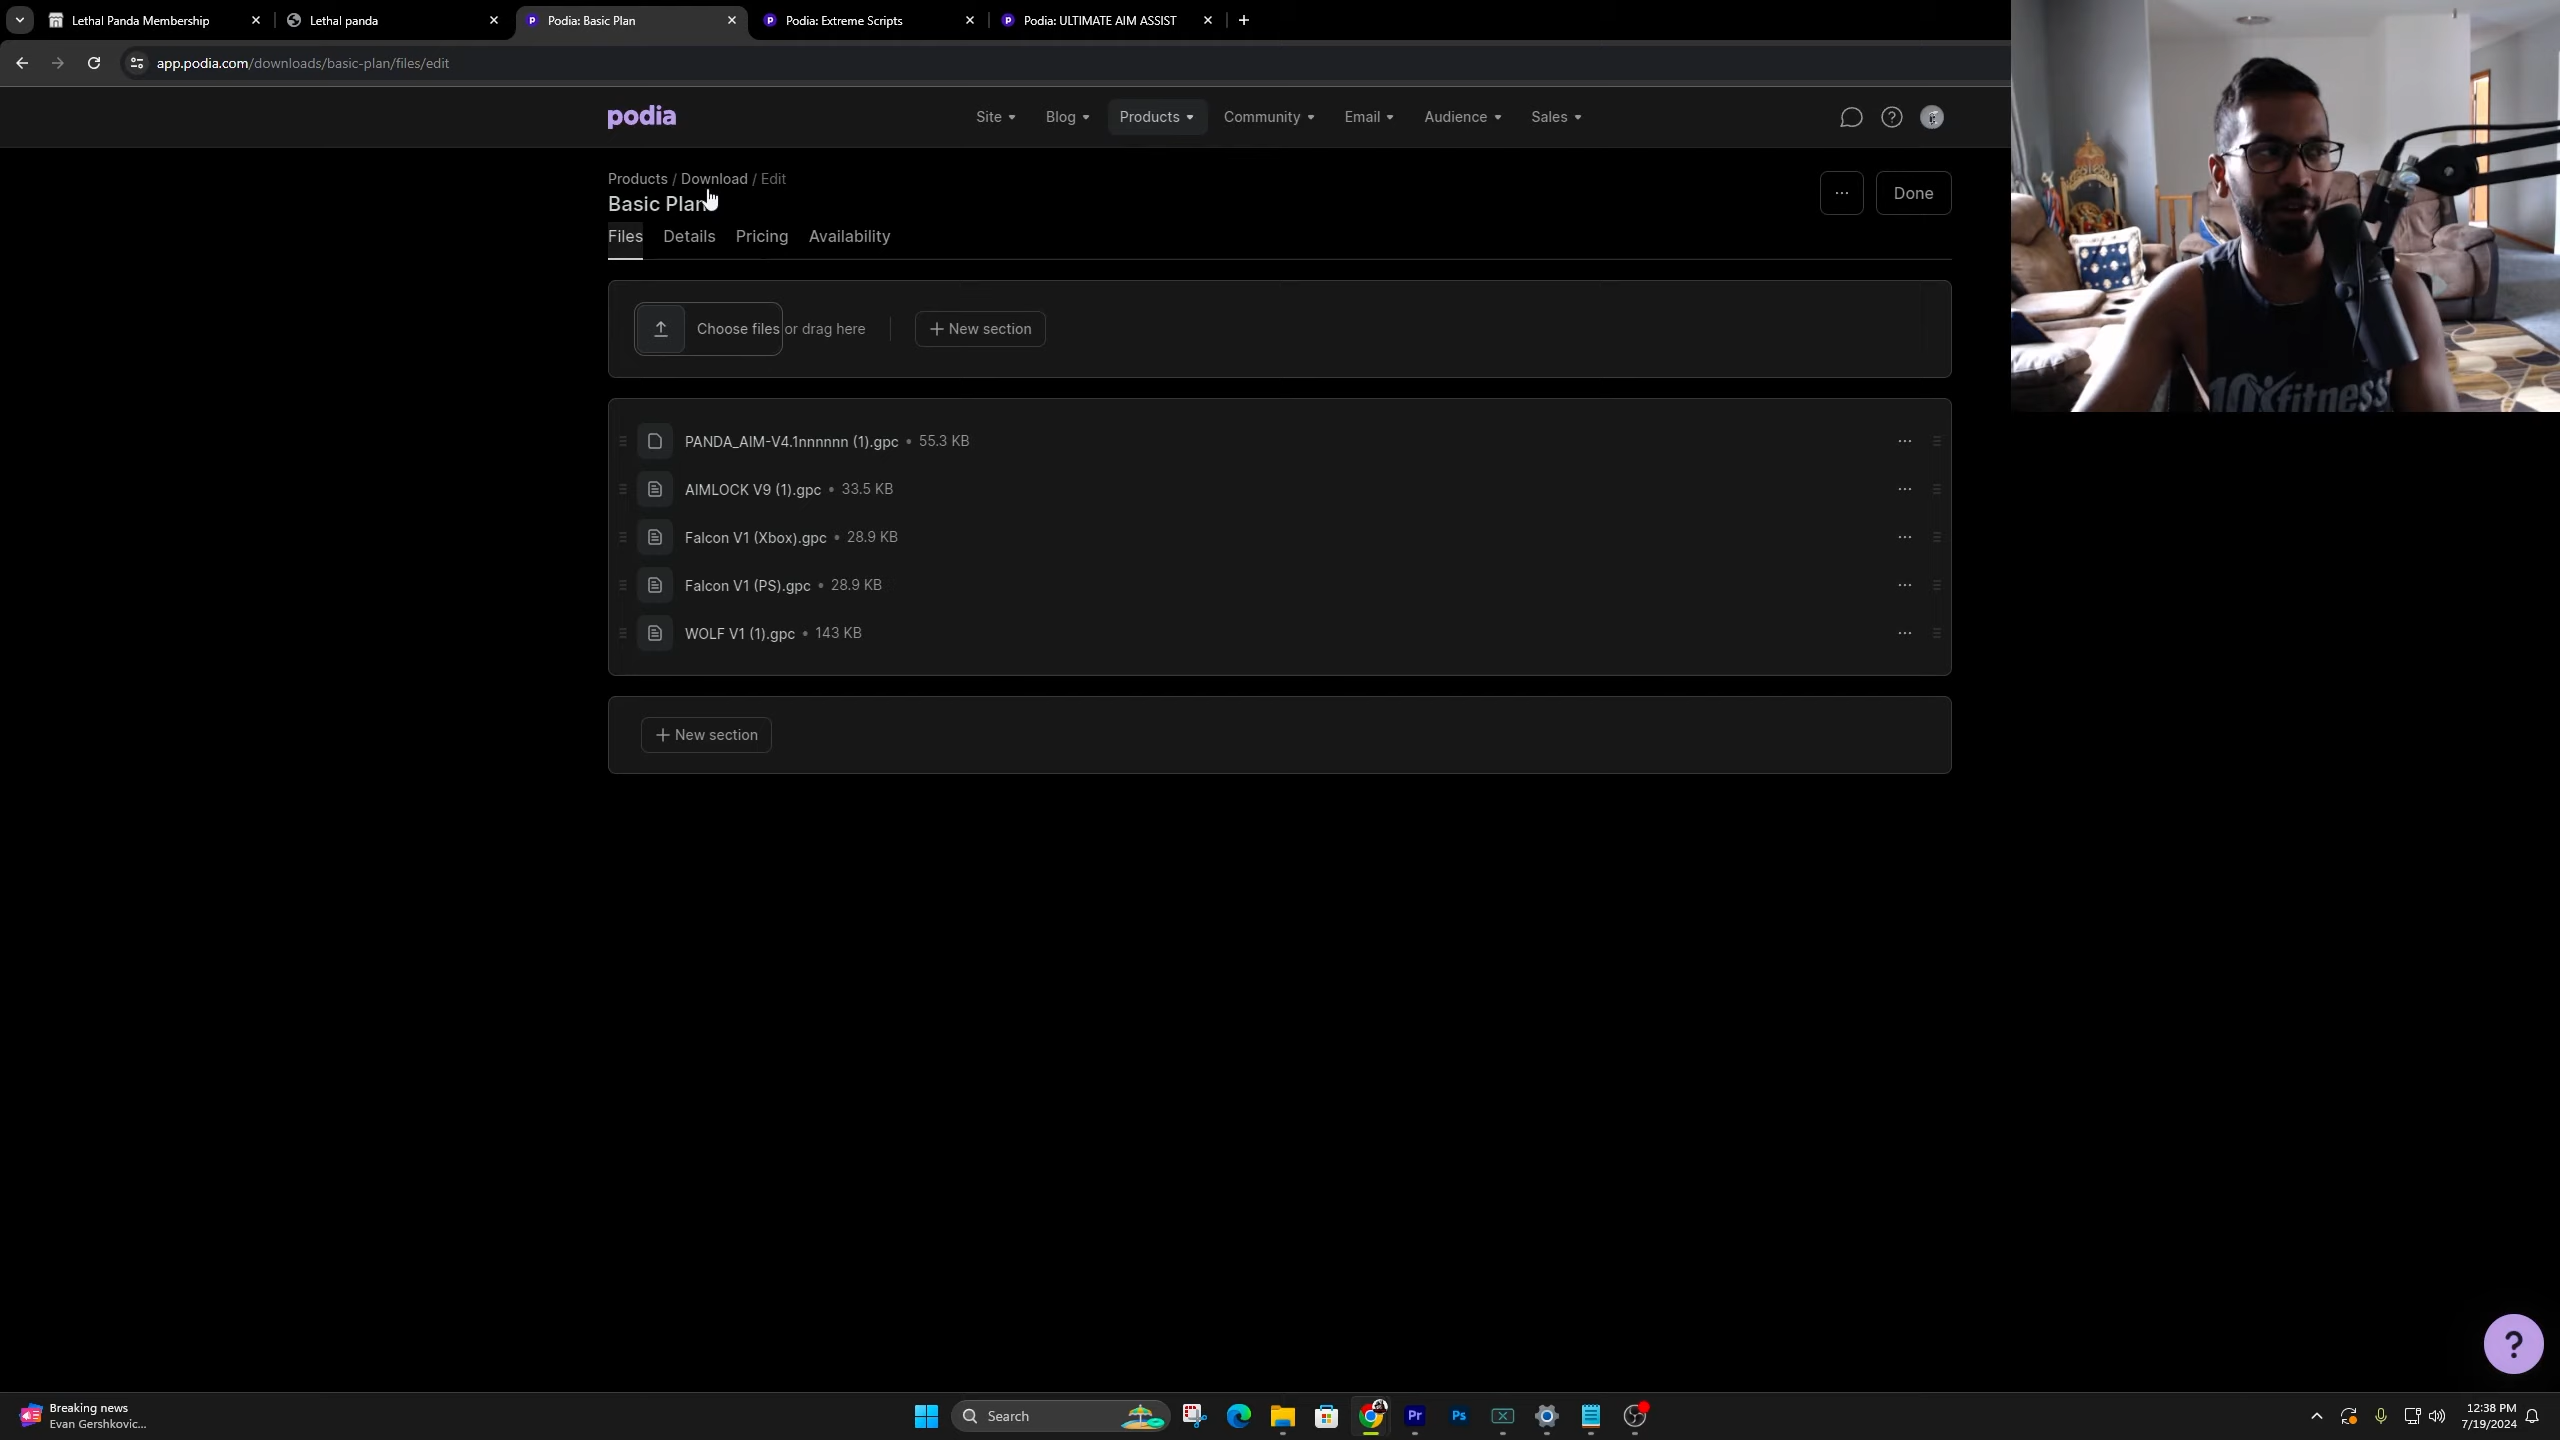 Lethal Panda Membership
Lethal panda
Podia: Basic Plan
Podia: Extreme Scripts
Podia: ULTIMATE AIM ASSIST
app.podia.com/downloads/basic-plan/files/edit
podia
Site
Blog
Products
Community
Email
Audience
Sales
Products / Download / Edit
Basic Plan
Done
Files
Details
Pricing
Availability
Choose files or drag here
+ New section
PANDA_AIM-V4.1nnnnnn (1).gpc • 55.3 KB
AIMLOCK V9 (1).gpc • 33.5 KB
Falcon V1 (Xbox).gpc • 28.9 KB
Falcon V1 (PS).gpc • 28.9 KB
WOLF V1 (1).gpc • 143 KB
+ New section
10Xfitness
?
Breaking news
Evan Gershkovic...
Search
Pr
Ps
12:38 PM
7/19/2024